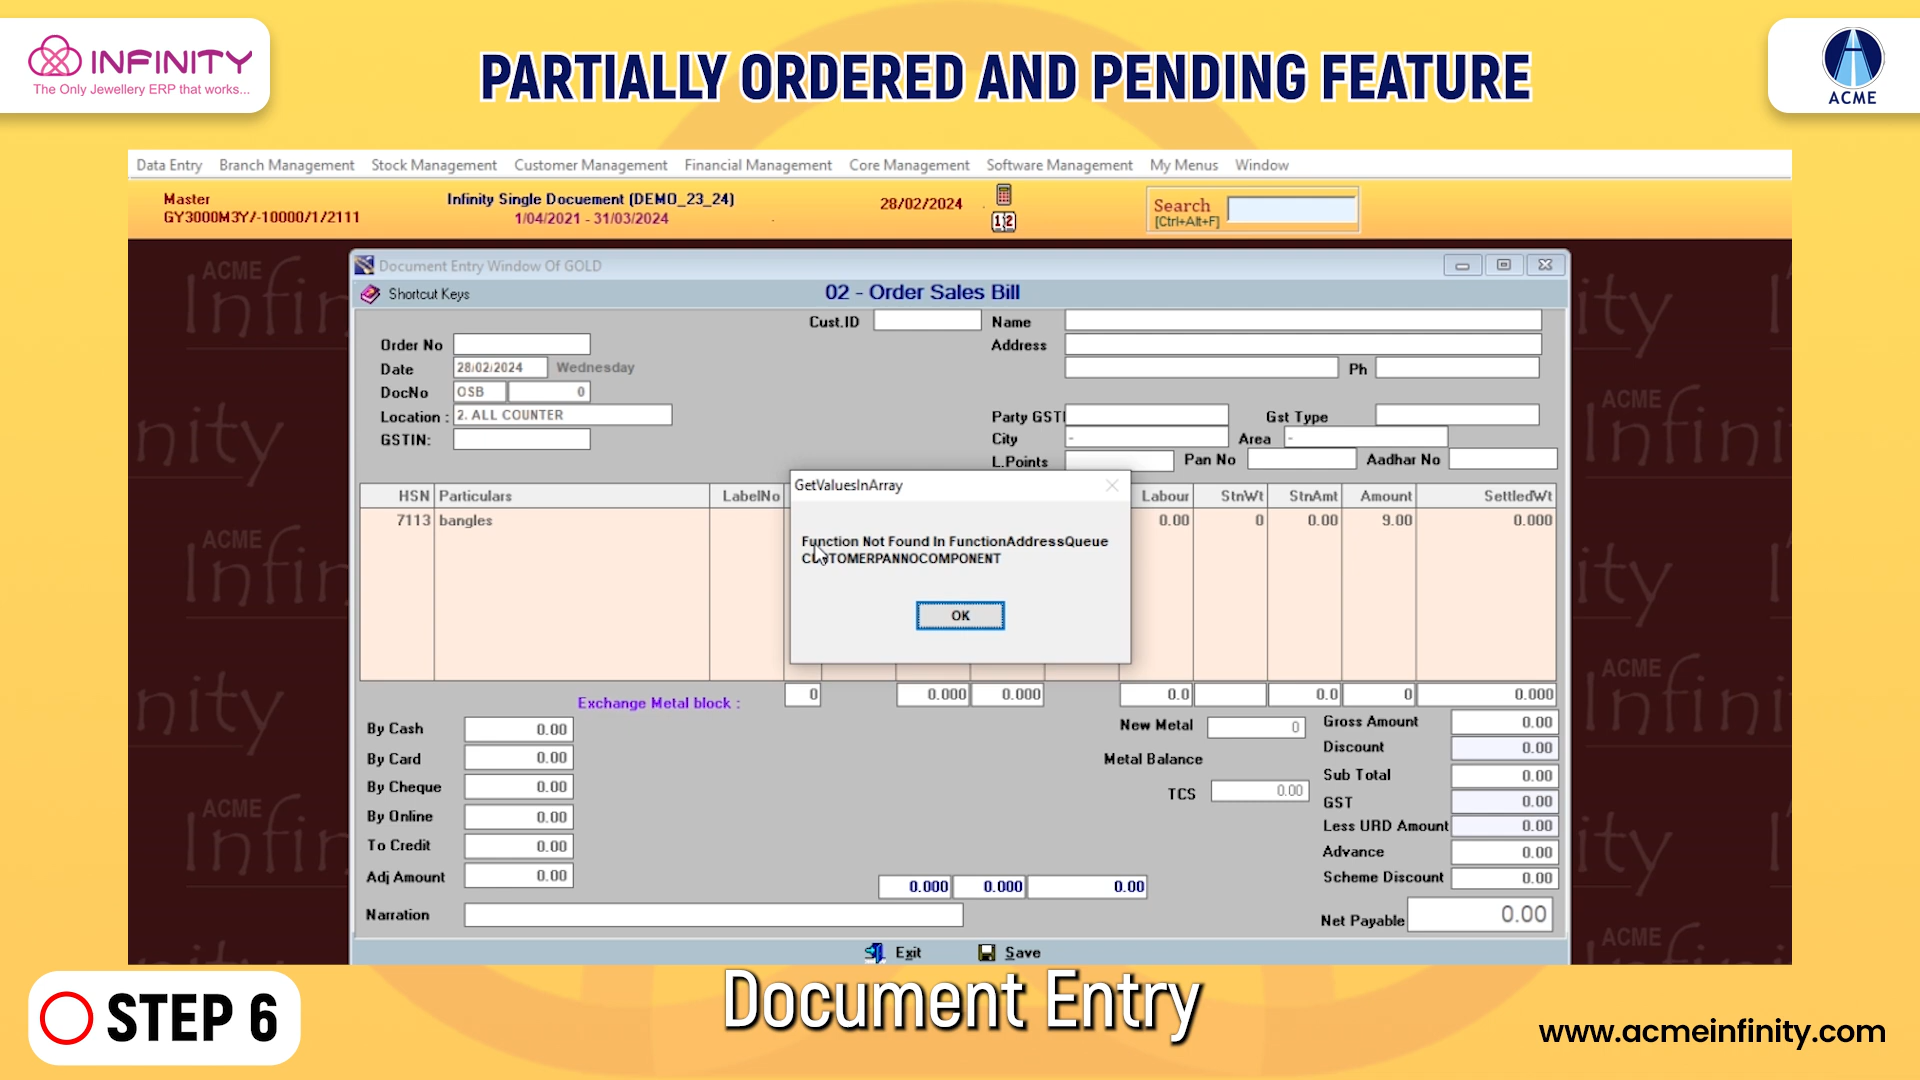 INFINITY
The Only Jewellery ERP that works...
PARTIALLY ORDERED AND PENDING FEATURE
ACME
Data Entry Branch Management Stock Management Customer Management Financial Management Core Management Software Management My Menus Window
Master
GY3000M3Y/-10000/1/2111
Infinity Single Docuement (DEMO_23_24)
1/04/2021 - 31/03/2024
28/02/2024
12
Search
[Ctrl+Alt+F]
Document Entry Window Of GOLD
Shortcut Keys
02 - Order Sales Bill
Cust.ID Name
Order No Address
Date 28/02/2024 Wednesday Ph
DocNo OSB 0
Location : 2. ALL COUNTER Party GSTI Gst Type
GSTIN: City - Area -
L.Points Pan No Aadhar No
HSN Particulars LabelNo Labour StnWt StnAmt Amount SettledWt
7113 bangles 0.00 0 0.00 9.00 0.000
GetValuesInArray
Function Not Found In FunctionAddressQueue
CUSTOMERPANNOCOMPONENT
OK
Exchange Metal block : 0 0.000 0.000 0.0 0.0 0 0.000
By Cash 0.00 New Metal 0 Gross Amount 0.00
Discount 0.00
By Card 0.00 Metal Balance
Sub Total 0.00
By Cheque 0.00 TCS 0.00
GST 0.00
By Online 0.00 Less URD Amount 0.00
To Credit 0.00 Advance 0.00
Adj Amount 0.00 Scheme Discount 0.00
0.000 0.000 0.00
Narration Net Payable 0.00
Exit Save
ACME
Infinity
STEP 6
Document Entry
www.acmeinfinity.com